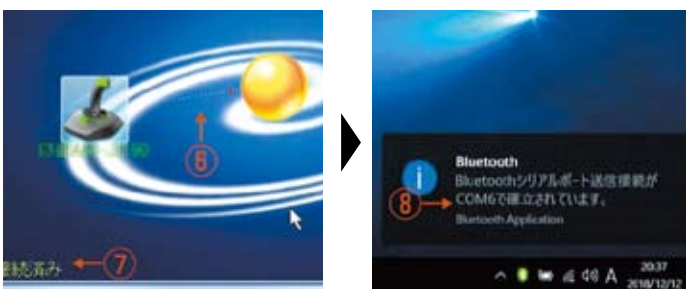 ⑥
⑦
接続済み
Bluetooth
Bluetoothシリアルポート送信接続が
⑧
COM6で確立されています。
Bluetooth Application
A
20:37
2018/12/12